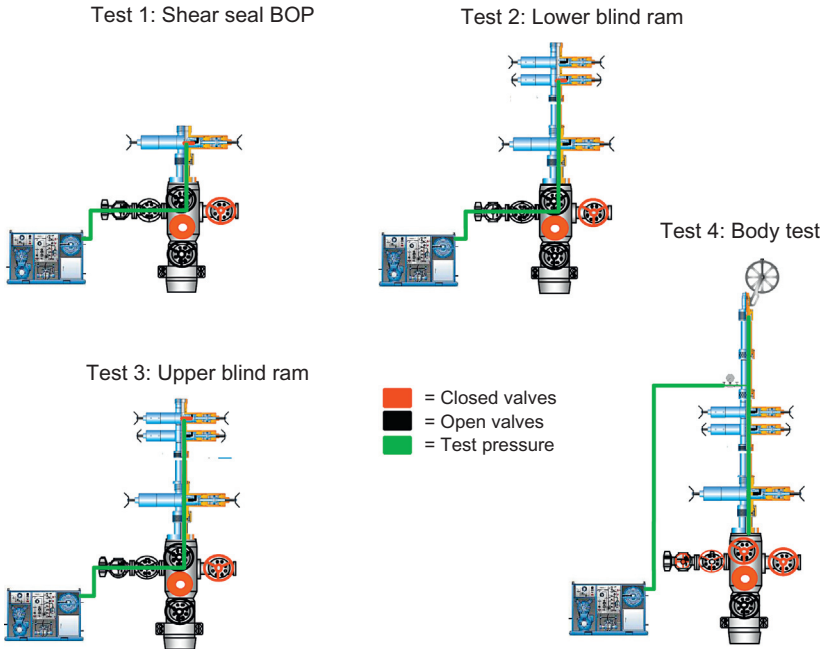 Test 1: Shear seal BOP
Test 2: Lower blind ram
Test 3: Upper blind ram
Test 4: Body test
= Closed valves
= Open valves
= Test pressure